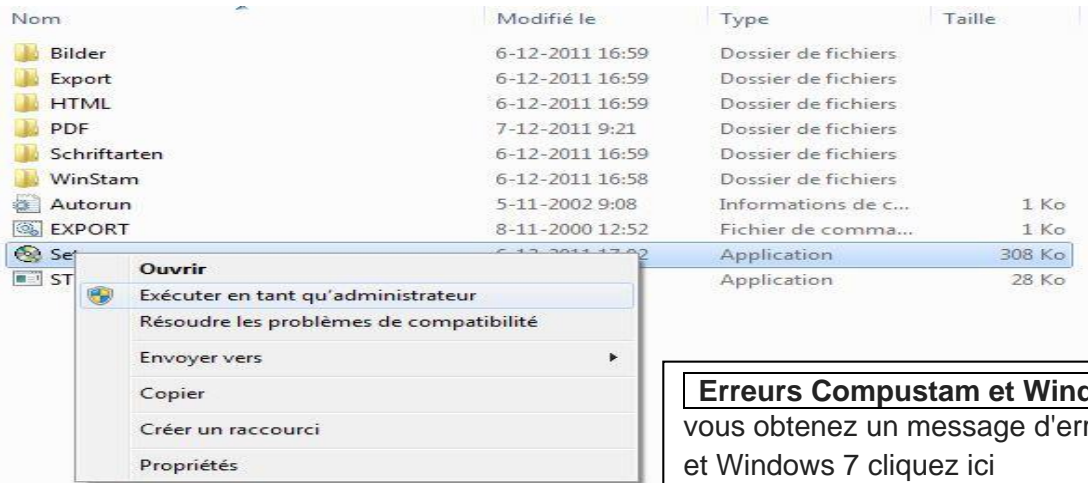 Nom Modifié le Type Taille
Bilder 6-12-2011 16:59 Dossier de fichiers
Export 6-12-2011 16:59 Dossier de fichiers
HTML 6-12-2011 16:59 Dossier de fichiers
PDF 7-12-2011 9:21 Dossier de fichiers
Schriftarten 6-12-2011 16:59 Dossier de fichiers
WinStam 6-12-2011 16:58 Dossier de fichiers
Autorun 5-11-2002 9:08 Informations de c... 1 Ko
EXPORT 8-11-2000 12:52 Fichier de comma... 1 Ko
Application 308 Ko
ST Application 28 Ko
Ouvrir
Exécuter en tant qu'administrateur
Résoudre les problèmes de compatibilité
Envoyer vers
Copier
Créer un raccourci
Propriétés
Erreurs Compustam et
vous obtenez un message
et Windows 7 cliquez ici